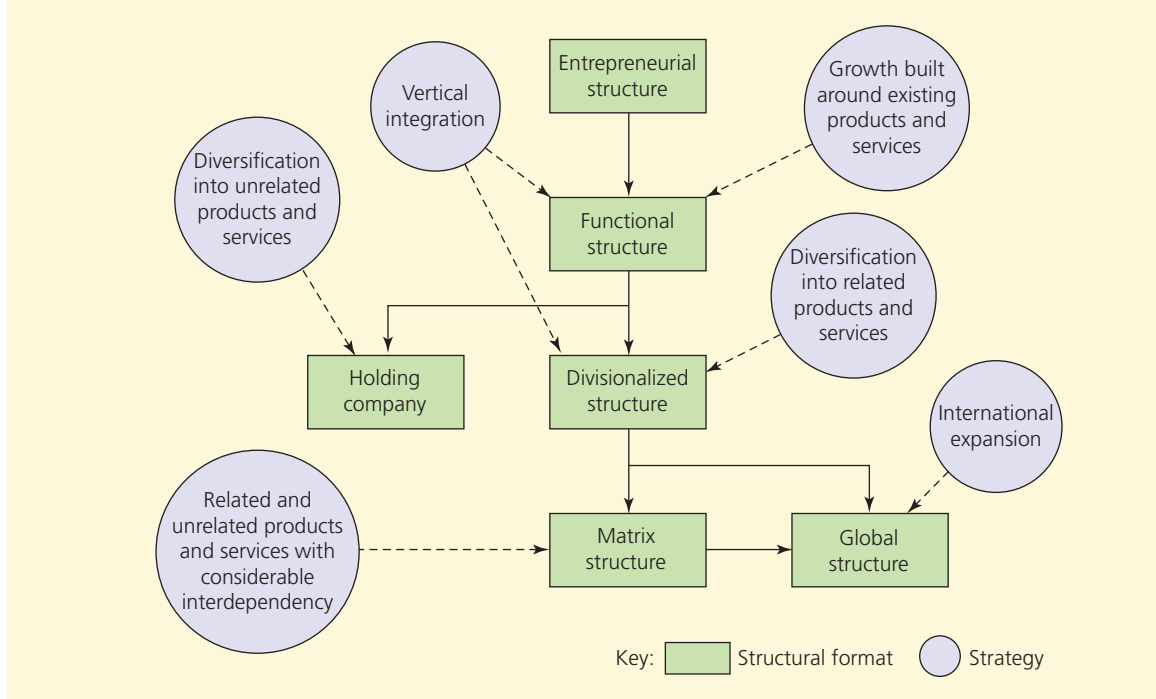 Entrepreneurial
structure
Vertical
integration
Growth built
around existing
products and
services
Diversification
into unrelated
products and
services
Functional
structure
Diversification
into related
products and
services
Holding
company
Divisionalized
structure
International
expansion
Related and
unrelated products
and services with
considerable
interdependency
Matrix
structure
Global
structure
Key:
Structural format
Strategy